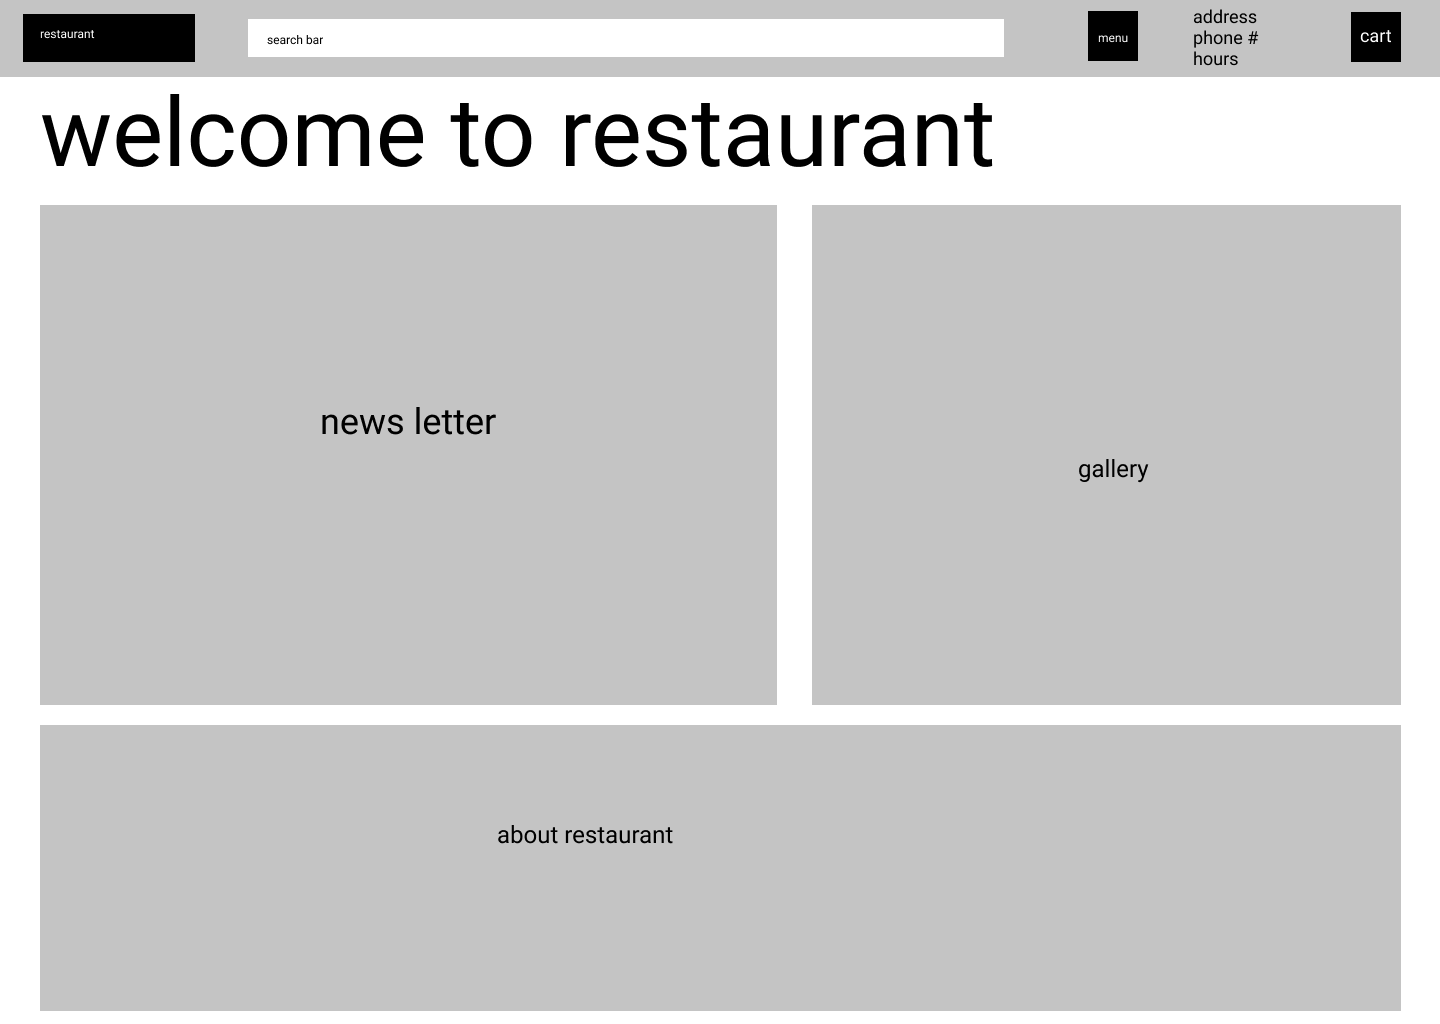 restaurant
search bar
menu
address
phone #
hours
cart
welcome to restaurant
news letter
gallery
about restaurant